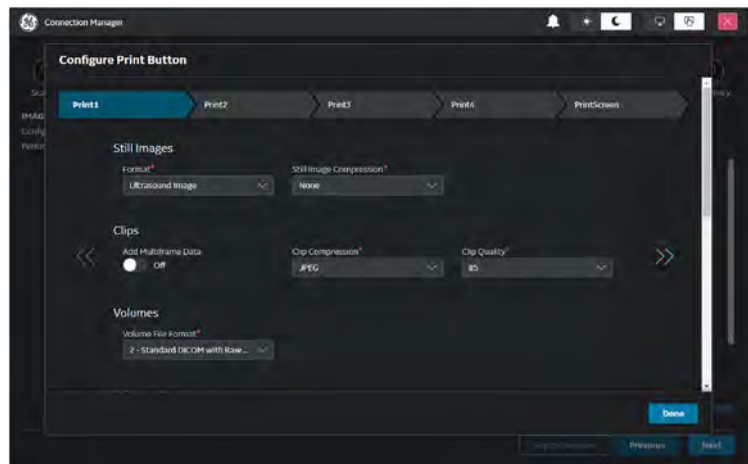 Connection Manager
Configure Print Button
Print1
Print2
Print3
Print4
PrintScreen
Still Images
Format*
Still Image Compression*
Ultrasound Image
None
Clips
Add Multiframe Data
Clip Compression*
Clip Quality*
Off
JPEG
85
Volumes
Volume File Format*
2 - Standard DICOM with Raw...
Done
Previous
Next